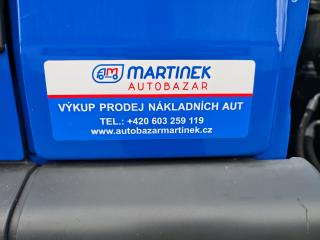 AM MARTINEK
AUTOBAZAR
VÝKUP PRODEJ NÁKLADNÍCH AUT
TEL.: +420 603 259 119
www.autobazarmartinek.cz